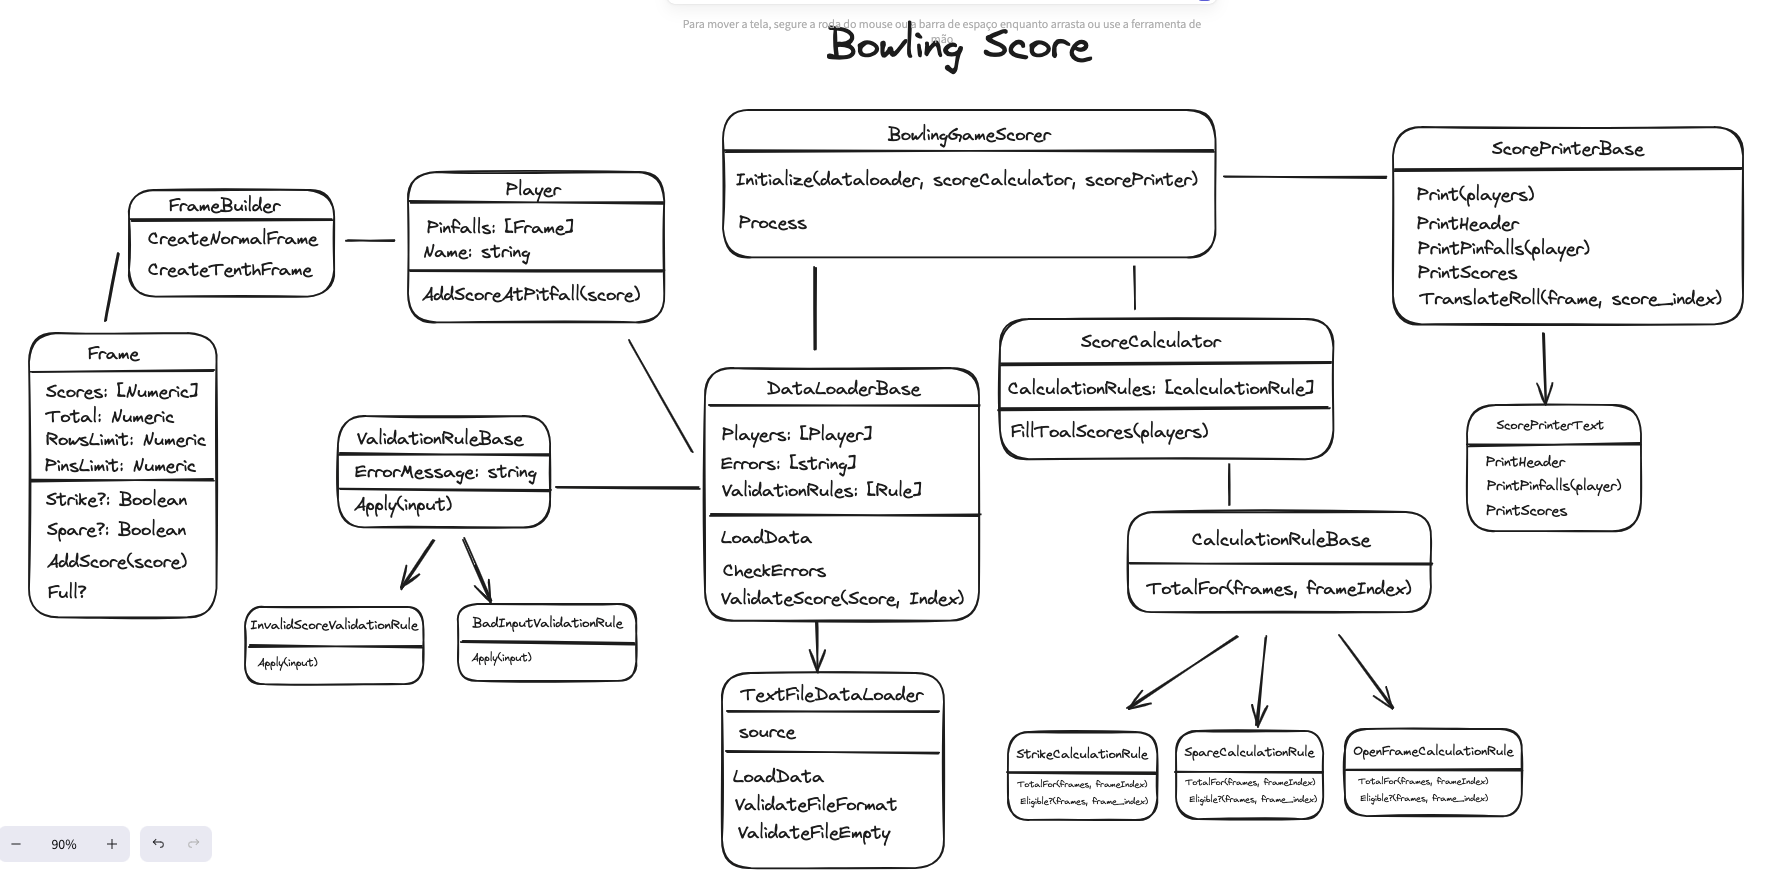 Para mover a tela, segure a roda do mouse ou a barra de espaço enquanto arrasta ou use a ferramenta de
mão
Bowling Score
BowlingGameScorer
Initialize(dataloader, scoreCalculator, scorePrinter)
Process
ScorePrinterBase
Print(players)
PrintHeader
PrintPinfalls(player)
PrintScores
TranslateRoll(frame, score_index)
Player
Pinfalls: [Frame]
Name: string
AddScoreAtPitfall(score)
FrameBuilder
CreateNormalFrame
CreateTenthFrame
Frame
Scores: [Numeric]
Total: Numeric
RowsLimit: Numeric
PinsLimit: Numeric
Strike?: Boolean
Spare?: Boolean
AddScore(score)
Full?
ValidationRuleBase
ErrorMessage: string
Apply(input)
InvalidScoreValidationRule
Apply(input)
BadInputValidationRule
Apply(input)
DataLoaderBase
Players: [Player]
Errors: [string]
ValidationRules: [Rule]
LoadData
CheckErrors
ValidateScore(Score, Index)
TextFileDataLoader
source
LoadData
ValidateFileFormat
ValidateFileEmpty
ScoreCalculator
CalculationRules: [calculationRule]
FillToalScores(players)
CalculationRuleBase
TotalFor(frames, frameIndex)
StrikeCalculationRule
TotalFor(frames, frameIndex)
Eligible?(frames, frame_index)
SpareCalculationRule
TotalFor(frames, frameIndex)
Eligible?(frames, frame_index)
OpenFrameCalculationRule
TotalFor(frames, frameIndex)
Eligible?(frames, frame_index)
ScorePrinterText
PrintHeader
PrintPinfalls(player)
PrintScores
90%